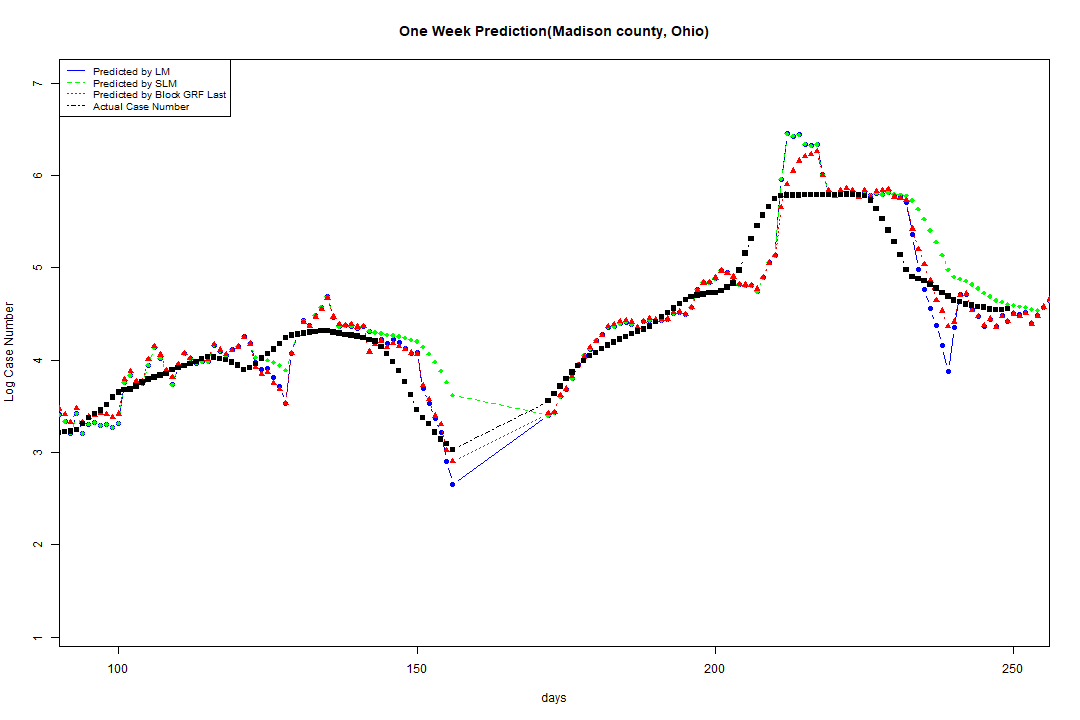 One Week Prediction(Madison county, Ohio)
Predicted by LM
Predicted by SLM
Predicted by Block GRF Last
Actual Case Number
7
6
5
4
3
2
1
Log Case Number
100
150
200
250
days